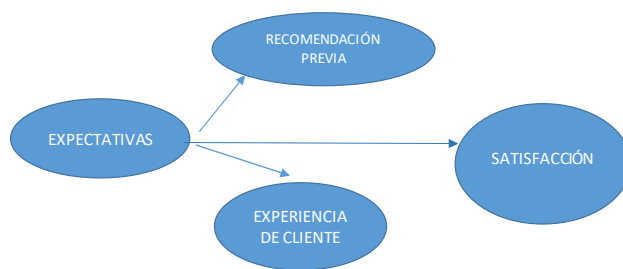 RECOMENDACIÓN
PREVIA
EXPECTATIVAS
SATISFACCIÓN
EXPERIENCIA
DE CLIENTE